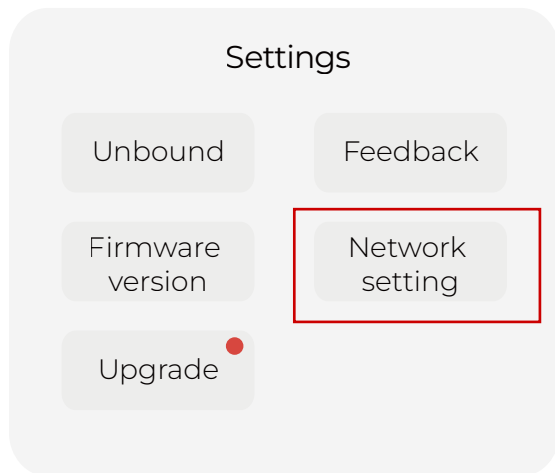 Settings
Unbound
Feedback
Firmware
version
Network
setting
Upgrade